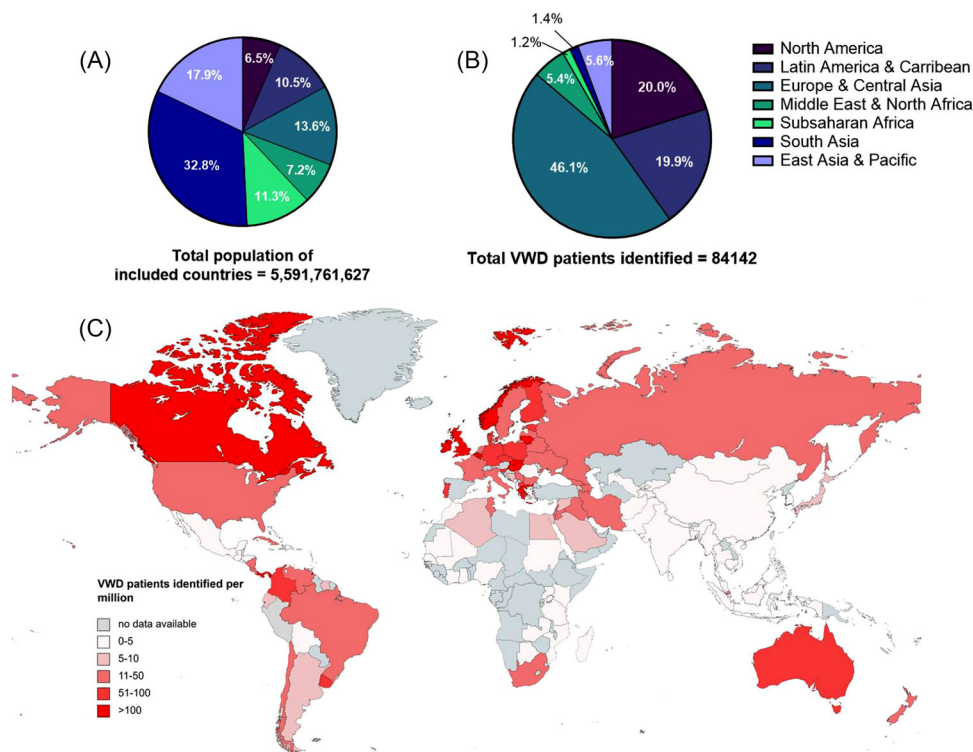 (A)
6.5%
10.5%
13.6%
7.2%
11.3%
32.8%
17.9%
Total population of
included countries = 5,591,761,627
(B)
1.4%
1.2%
5.6%
5.4%
20.0%
19.9%
46.1%
Total VWD patients identified = 84142
North America
Latin America & Carribean
Europe & Central Asia
Middle East & North Africa
Subsaharan Africa
South Asia
East Asia & Pacific
(C)
VWD patients identified per
million
no data available
0-5
5-10
11-50
51-100
>100